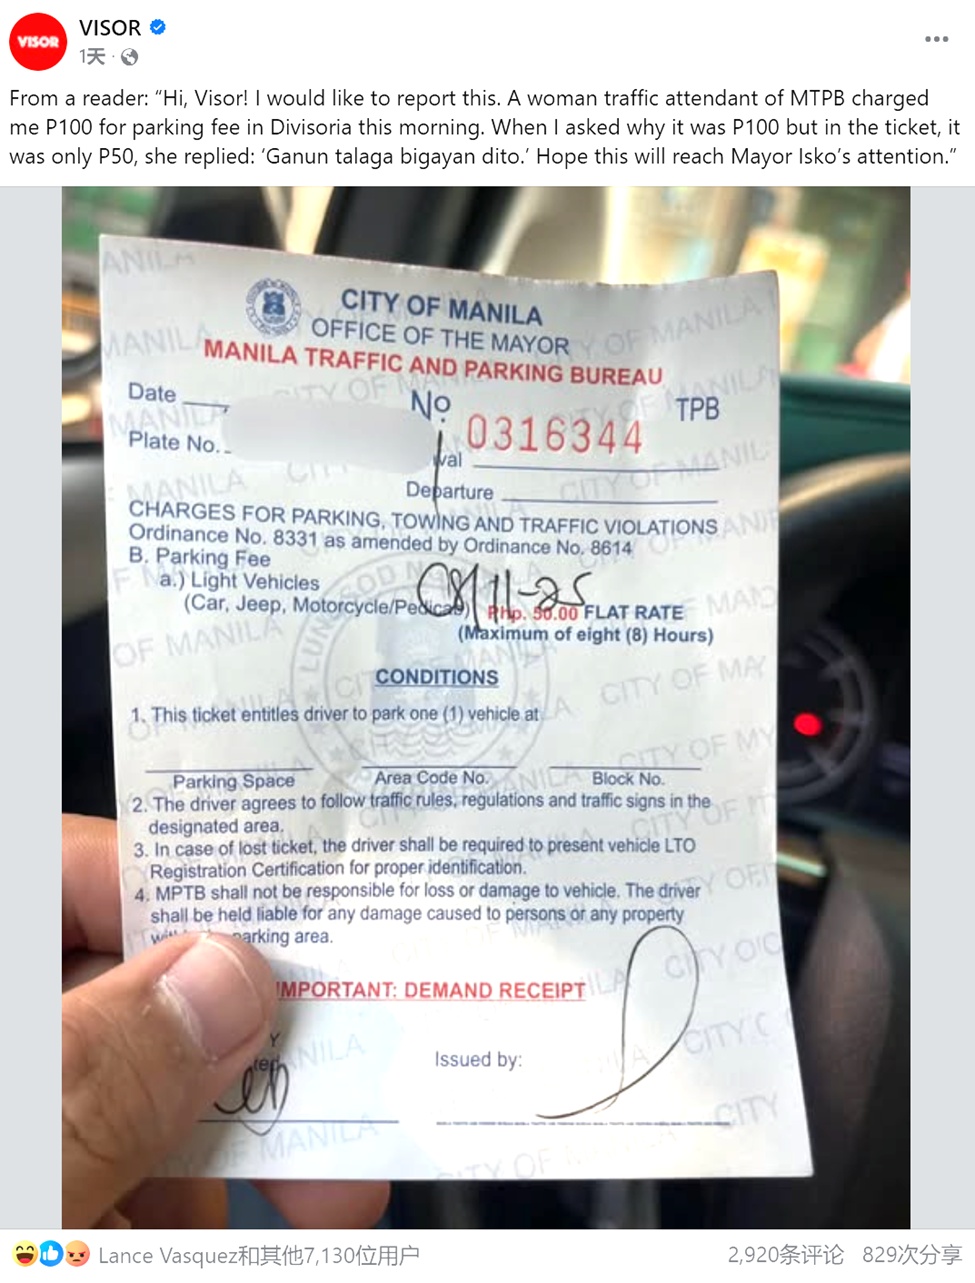 VISOR
VISOR
1天
From a reader: “Hi, Visor! I would like to report this. A woman traffic attendant of MTPB charged
me P100 for parking fee in Divisoria this morning. When I asked why it was P100 but in the ticket, it
was only P50, she replied: ‘Ganun talaga bigayan dito.’ Hope this will reach Mayor Isko’s attention.”
CITY OF MANILA
OFFICE OF THE MAYOR
MANILA TRAFFIC AND PARKING BUREAU
Date
No 0316344 TPB
Plate No.
val
Departure
CHARGES FOR PARKING, TOWING AND TRAFFIC VIOLATIONS
Ordinance No. 8331 as amended by Ordinance No. 8614
B. Parking Fee
a.) Light Vehicles
08/11-25
(Car, Jeep, Motorcycle/Pedicab) Php. 50.00 FLAT RATE
(Maximum of eight (8) Hours)
CONDITIONS
1. This ticket entitles driver to park one (1) vehicle at
Parking Space Area Code No. Block No.
2. The driver agrees to follow traffic rules, regulations and traffic signs in the
designated area.
3. In case of lost ticket, the driver shall be required to present vehicle LTO
Registration Certification for proper identification.
4. MPTB shall not be responsible for loss or damage to vehicle. The driver
shall be held liable for any damage caused to persons or any property
parking area.
IMPORTANT: DEMAND RECEIPT
Issued by:
Lance Vasquez和其他7,130位用户
2,920条评论 829次分享